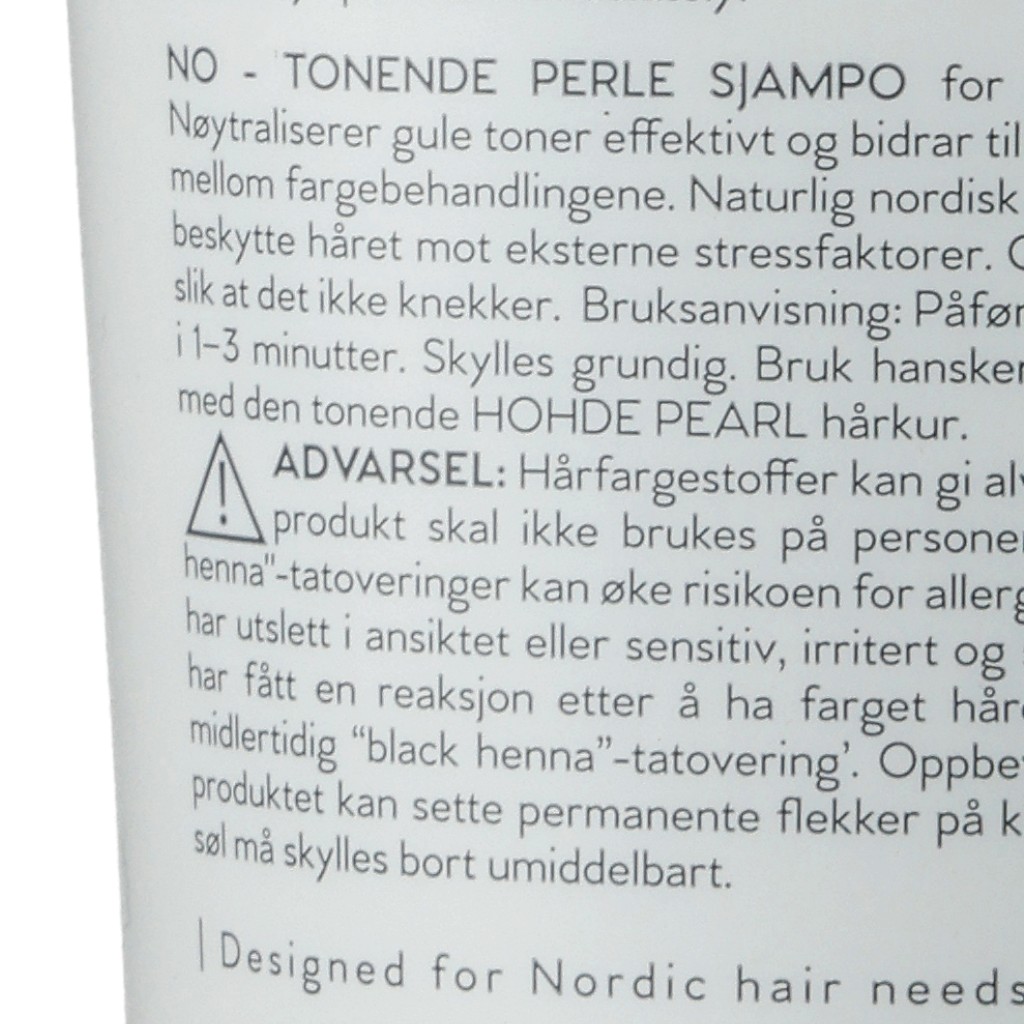 NO - TONENDE PERLE SJAMPO for
Nøytraliserer gule toner effektivt og bidrar til
mellom fargebehandlingene. Naturlig nordisk
beskytte håret mot eksterne stressfaktorer.
slik at det ikke knekker. Bruksanvisning: Påfør
i 1-3 minutter. Skylles grundig. Bruk hansker
med den tonende HOHDE PEARL hårkur.
ADVARSEL: Hårfargestoffer kan gi
produkt skal ikke brukes på personer
henna"-tatoveringer kan øke risikoen for
har utslett i ansiktet eller sensitiv, irritert og
har fått en reaksjon etter å ha farget
midlertidig “black henna”-tatovering’.
produktet kan sette permanente flekker på
søl må skylles bort umiddelbart.
| Designed for Nordic hair needs